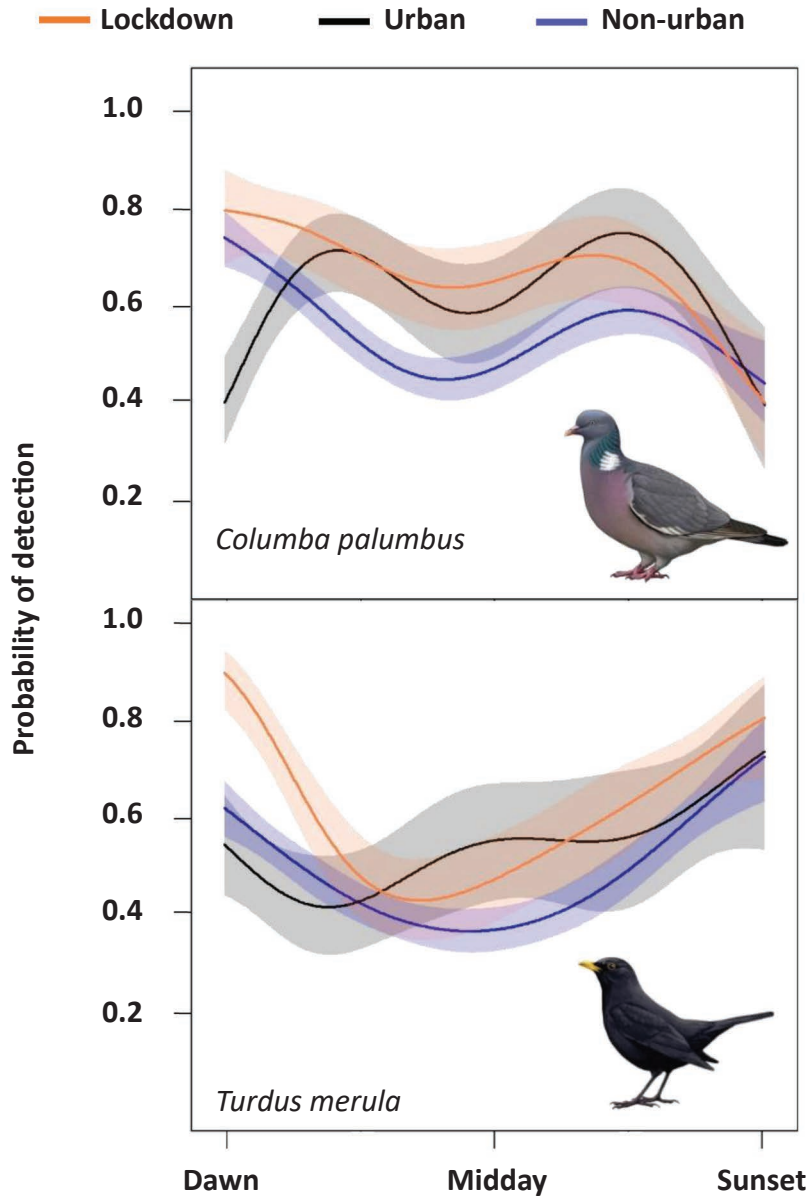 Lockdown Urban Non-urban
Probability of detection
1.0
0.8
0.6
0.4
0.2
Columba palumbus
1.0
0.8
0.6
0.4
0.2
Turdus merula
Dawn Midday Sunset